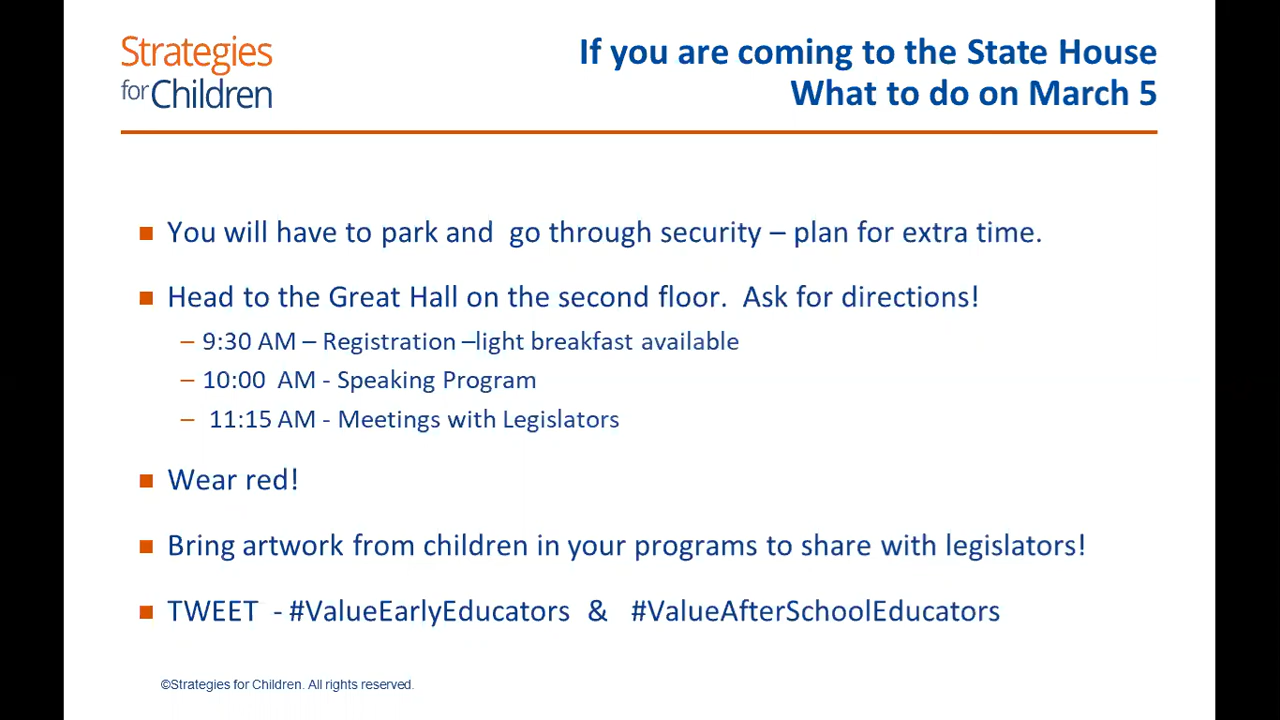 Strategies
for Children
If you are coming to the State House
What to do on March 5
You will have to park and  go through security – plan for extra time.
Head to the Great Hall on the second floor.  Ask for directions!
– 9:30 AM – Registration –light breakfast available
– 10:00  AM - Speaking Program
–  11:15 AM - Meetings with Legislators
Wear red!
Bring artwork from children in your programs to share with legislators!
TWEET  - #ValueEarlyEducators  &  #ValueAfterSchoolEducators
©Strategies for Children. All rights reserved.